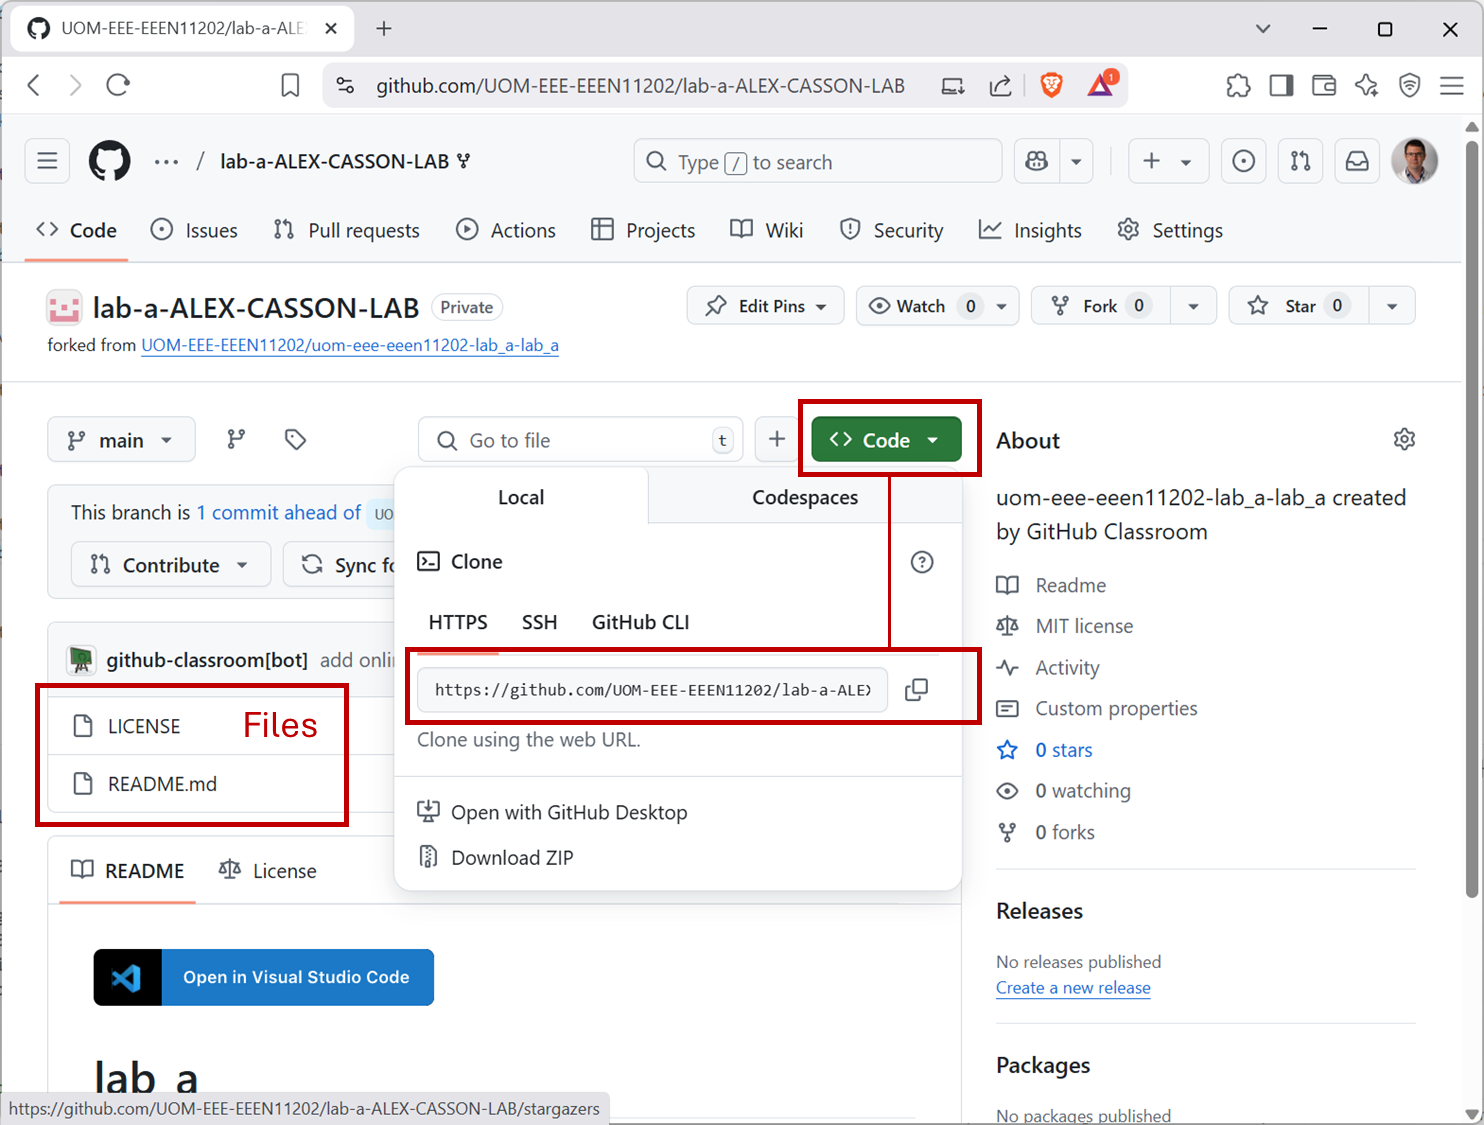 UOM-EEE-EEEN11202/lab-a-ALE
github.com/UOM-EEE-EEEN11202/lab-a-ALEX-CASSON-LAB
1
... / lab-a-ALEX-CASSON-LAB
Type / to search
Code Issues Pull requests Actions Projects Wiki Security Insights Settings
lab-a-ALEX-CASSON-LAB Private
Edit Pins Watch 0 Fork 0 Star 0
forked from UOM-EEE-EEEN11202/uom-eee-eeen11202-lab_a-lab_a
main
Go to file t
Code
Local Codespaces
This branch is 1 commit ahead of UO
Contribute Sync fo
Clone
HTTPS SSH GitHub CLI
github-classroom[bot] add onli
https://github.com/UOM-EEE-EEEN11202/lab-a-ALEX
Clone using the web URL.
LICENSE
Files
README.md
Open with GitHub Desktop
Download ZIP
README License
Open in Visual Studio Code
lab_a
About
uom-eee-eeen11202-lab_a-lab_a created
by GitHub Classroom
Readme
MIT license
Activity
Custom properties
0 stars
0 watching
0 forks
Releases
No releases published
Create a new release
Packages
No packages published
https://github.com/UOM-EEE-EEEN11202/lab-a-ALEX-CASSON-LAB/stargazers